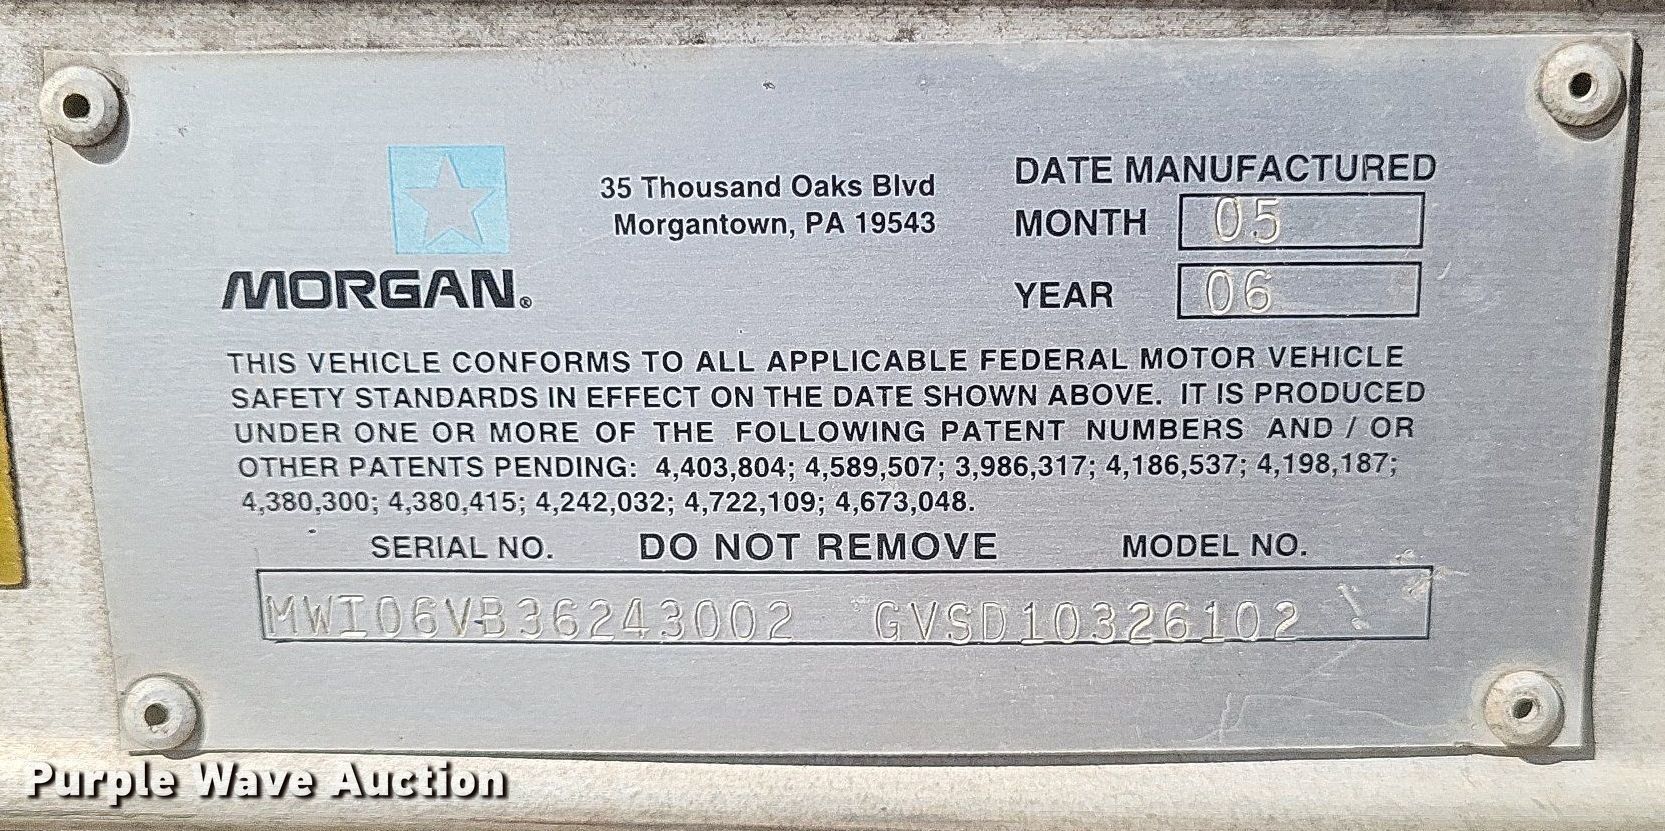 MORGAN®
35 Thousand Oaks Blvd
Morgantown, PA 19543
DATE MANUFACTURED
MONTH 05
YEAR 06
THIS VEHICLE CONFORMS TO ALL APPLICABLE FEDERAL MOTOR VEHICLE
SAFETY STANDARDS IN EFFECT ON THE DATE SHOWN ABOVE. IT IS PRODUCED
UNDER ONE OR MORE OF THE FOLLOWING PATENT NUMBERS AND / OR
OTHER PATENTS PENDING: 4,403,804; 4,589,507; 3,986,317; 4,186,537; 4,198,187;
4,380,300; 4,380,415; 4,242,032; 4,722,109; 4,673,048.
SERIAL NO. DO NOT REMOVE MODEL NO.
MWI06VB36243002 GVSD10326102
Purple Wave Auction